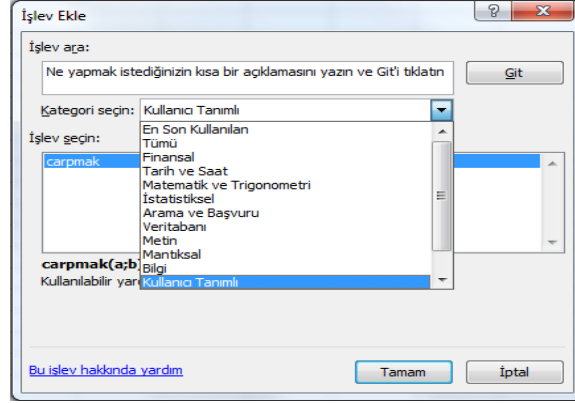 İşlev Ekle
İşlev ara:
Ne yapmak istediğinizin kısa bir açıklamasını yazın ve Git'i tıklatın
Git
Kategori seçin: Kullanıcı Tanımlı
En Son Kullanılan
Tümü
Finansal
Tarih ve Saat
Matematik ve Trigonometri
İstatistiksel
Arama ve Başvuru
Veritabanı
Metin
Mantıksal
Bilgi
Kullanıcı Tanımlı
İşlev seçin:
carpmak
carpmak(a;b)
Kullanılabilir
Bu işlev hakkında yardım
Tamam
İptal